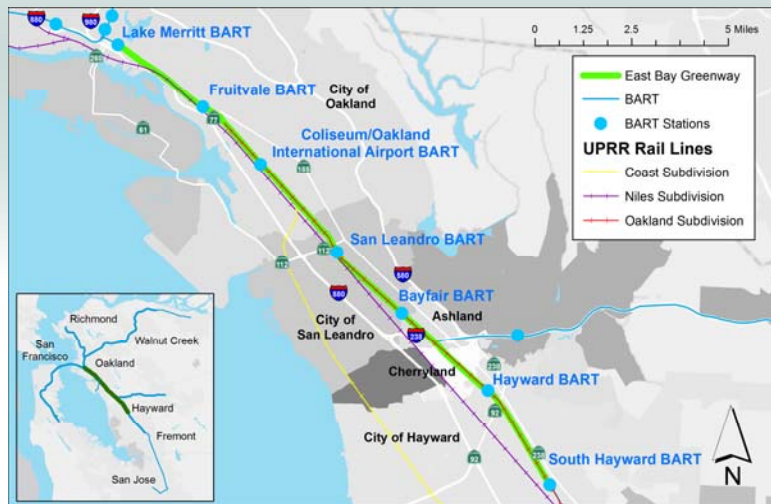 880
980
Lake Merritt BART
260
61
Fruitvale BART
77
City of
Oakland
Coliseum/Oakland
International Airport BART
185
San Leandro BART
112
112
580
880
Bayfair BART
City of
San Leandro
238
Ashland
Cherryland
238
Hayward BART
92
City of Hayward
92
238
South Hayward BART
0
1.25
2.5
5 Miles
East Bay Greenway
BART
BART Stations
UPRR Rail Lines
Coast Subdivision
Niles Subdivision
Oakland Subdivision
Richmond
Walnut Creek
San
Francisco
Oakland
Hayward
Fremont
San Jose
N